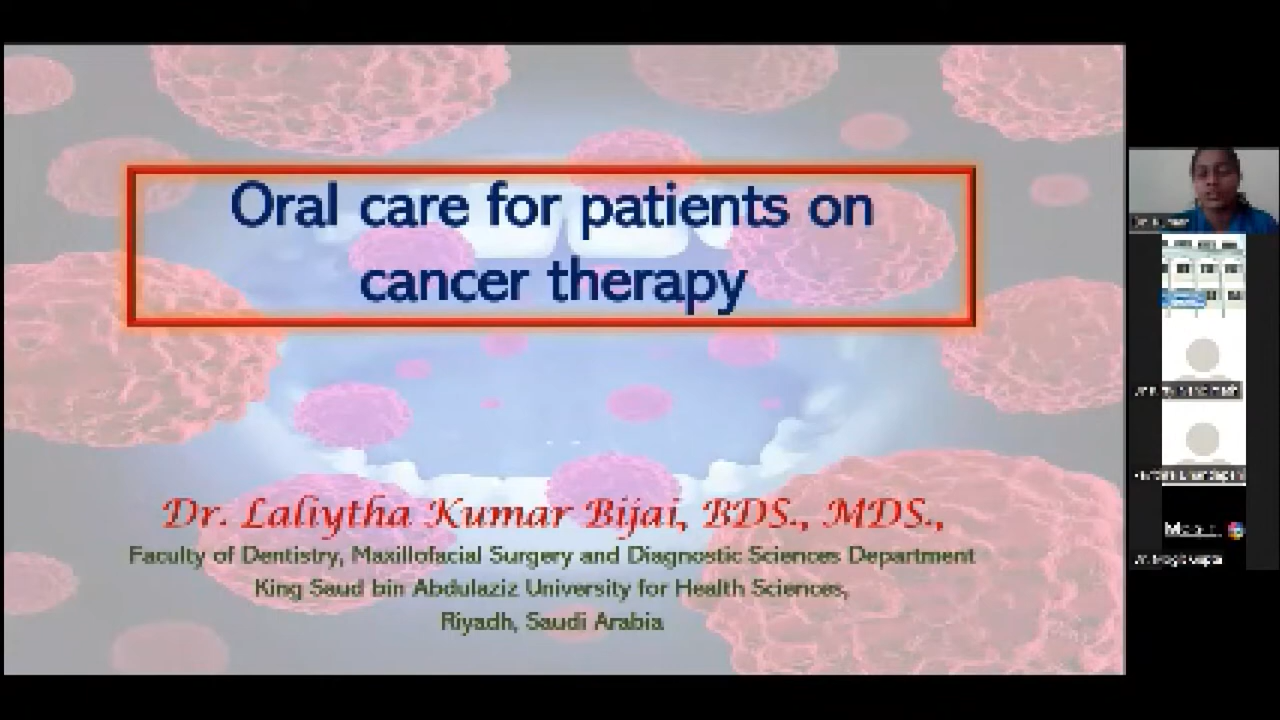 Oral care for patients on
cancer therapy
Dr. Laliytha Kumar Bijai, BDS., MDS.,
Faculty of Dentistry, Maxillofacial Surgery and Diagnostic Sciences Department
King Saud bin Abdulaziz University for Health Sciences,
Riyadh, Saudi Arabia